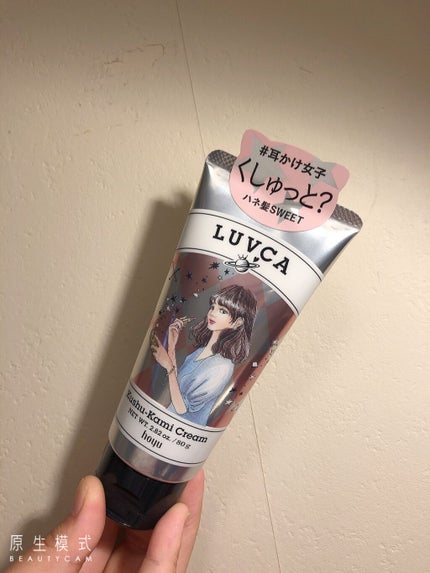 #耳かけ女子
くしゅっと?
ハネ髪SWEET
LUVCA
Kushu-Kami Cream
NET WT. 2.82 oz. / 80g
hoyu
原生模式
BEAUTYCAM